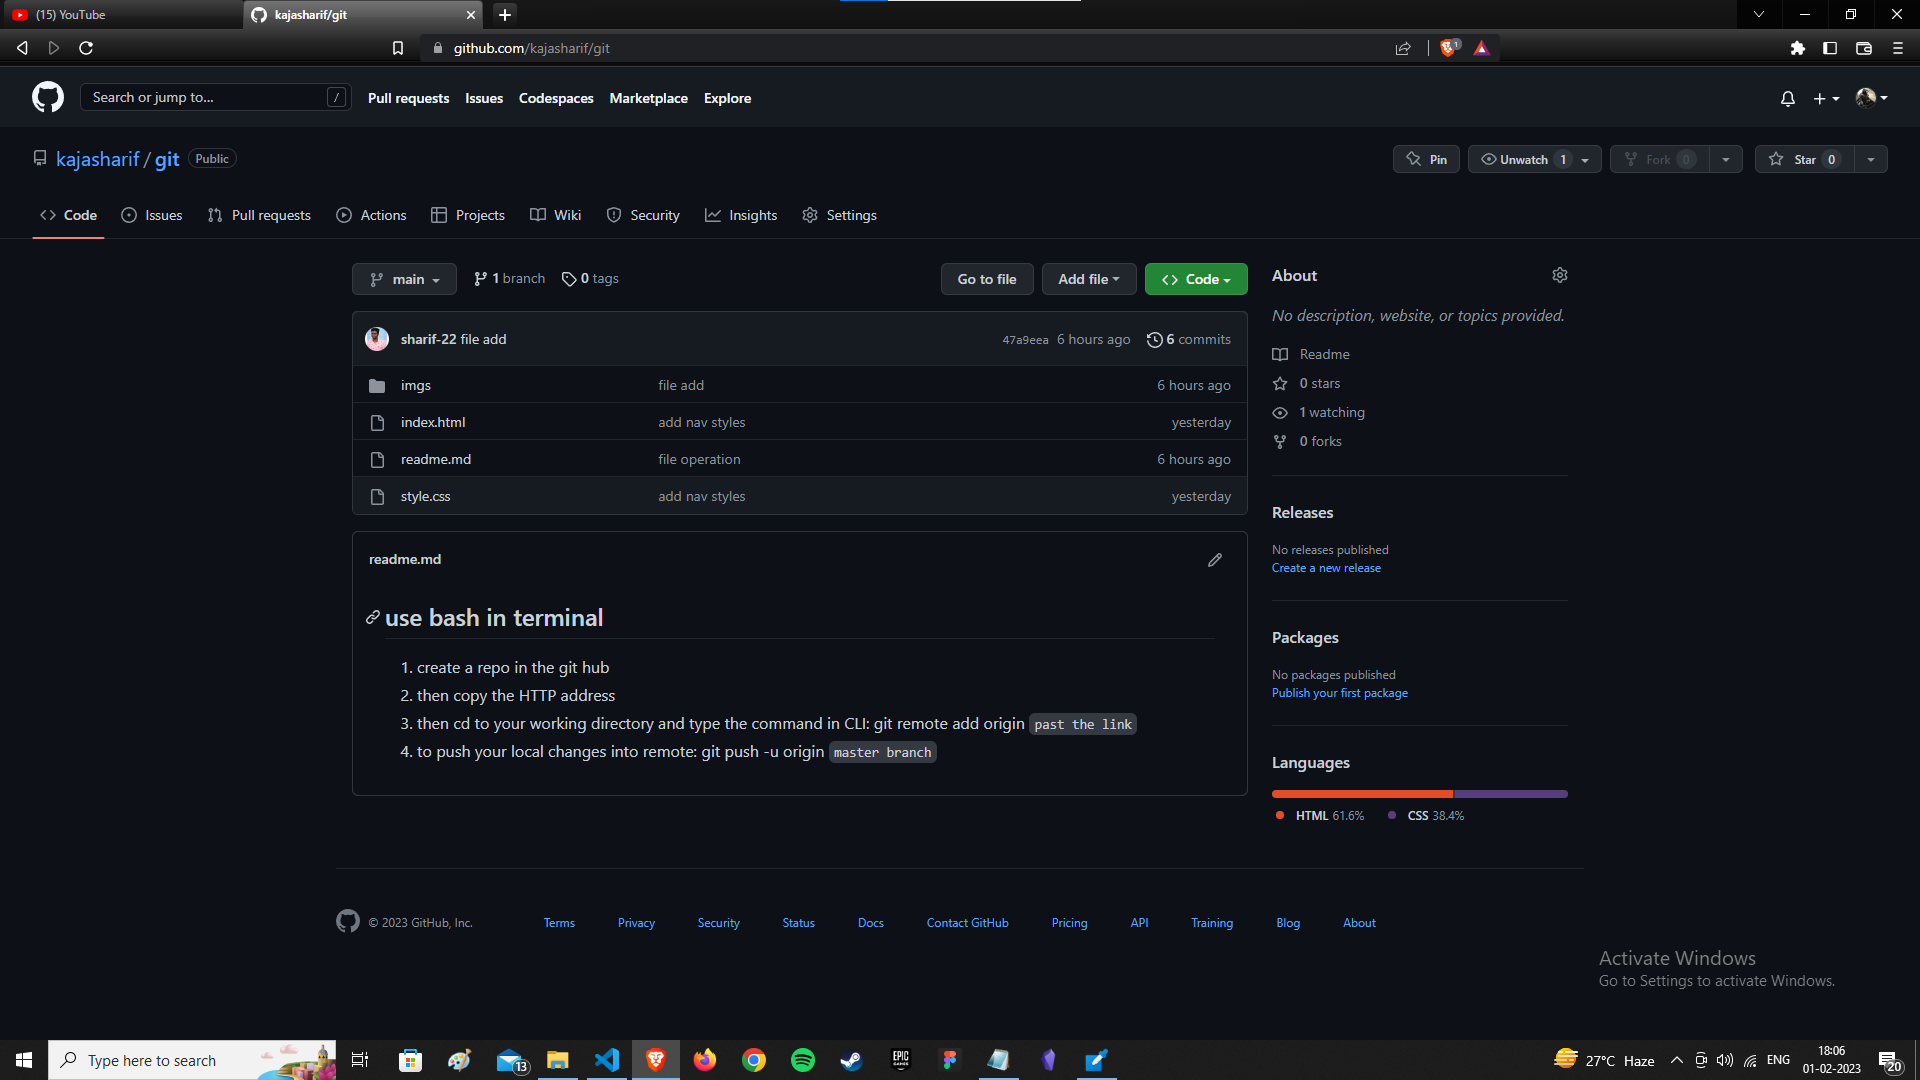 (15) YouTube
kajasharif/git
github.com/kajasharif/git
1
Search or jump to...
/
Pull requests
Issues
Codespaces
Marketplace
Explore
kajasharif / git
Public
Pin
Unwatch 1
Fork 0
Star 0
Code
Issues
Pull requests
Actions
Projects
Wiki
Security
Insights
Settings
main
1 branch
0 tags
Go to file
Add file
Code
sharif-22 file add
47a9eea 6 hours ago
6 commits
imgs
file add
6 hours ago
index.html
add nav styles
yesterday
readme.md
file operation
6 hours ago
style.css
add nav styles
yesterday
readme.md
use bash in terminal
1. create a repo in the git hub
2. then copy the HTTP address
3. then cd to your working directory and type the command in CLI: git remote add origin past the link
4. to push your local changes into remote: git push -u origin master branch
About
No description, website, or topics provided.
Readme
0 stars
1 watching
0 forks
Releases
No releases published
Create a new release
Packages
No packages published
Publish your first package
Languages
HTML 61.6%
CSS 38.4%
© 2023 GitHub, Inc.
Terms
Privacy
Security
Status
Docs
Contact GitHub
Pricing
API
Training
Blog
About
Activate Windows
Go to Settings to activate Windows.
Type here to search
13
EPIC
GAMES
27°C Haze
ENG
18:06
01-02-2023
20